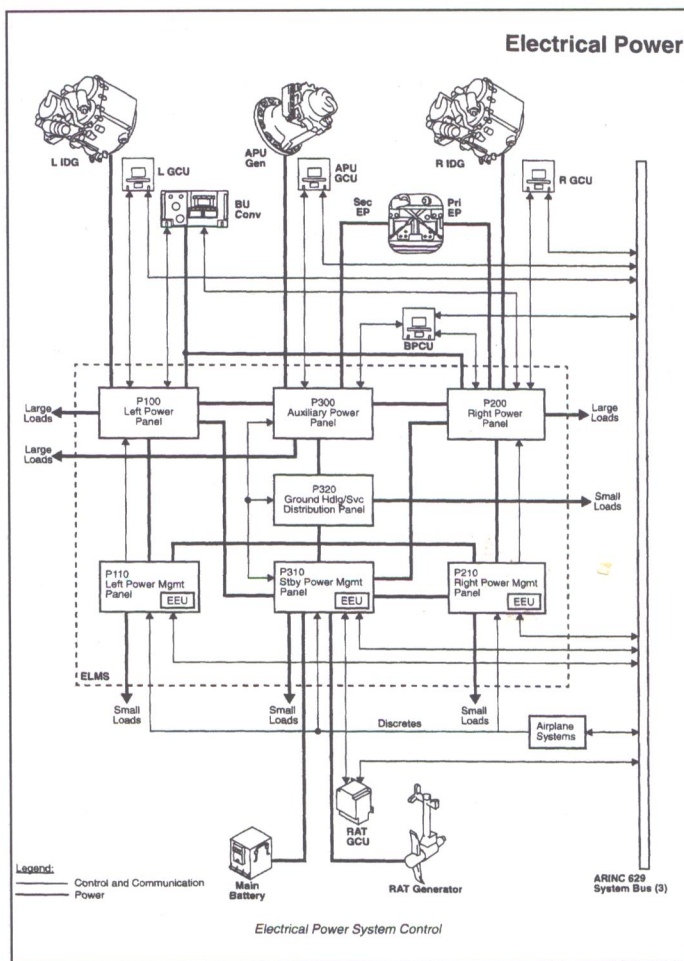 Electrical Power
L IDG
L GCU
BU
Conv
APU
Gen
APU
GCU
Sec
EP
Pri
EP
R IDG
R GCU
BPCU
P100
Left Power
Panel
P300
Auxiliary Power
Panel
P200
Right Power
Panel
Large
Loads
Large
Loads
Large
Loads
P320
Ground Hdlg/Svc
Distribution Panel
Small
Loads
P110
Left Power Mgmt
Panel
EEU
P310
Stby Power Mgmt
Panel
EEU
P210
Right Power Mgmt
Panel
EEU
ELMS
Small
Loads
Small
Loads
Small
Loads
Discretes
Airplane
Systems
RAT
GCU
Main
Battery
RAT Generator
ARINC 629
System Bus (3)
Legend:
Control and Communication
Power
Electrical Power System Control